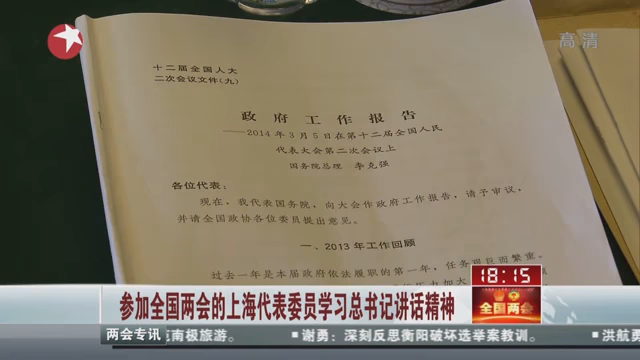 高清
十二届全国人大
二次会议文件(九)
政府工作报告
——2014年3月5日在第十二届全国人民
代表大会第二次会议上
国务院总理 李克强
各位代表:
现在,我代表国务院,向大会作政府工作报告,请予审议,
并请全国政协各位委员提出意见。
一、2013年工作回顾
过去一年是本届政府依法履职的第一年,任务艰巨而繁重。
18:15
全国两会
参加全国两会的上海代表委员学习总书记讲话精神
两会专讯
南极旅游。 ■谢勇:深刻反思衡阳破坏选举案教训。 ■洪航勇